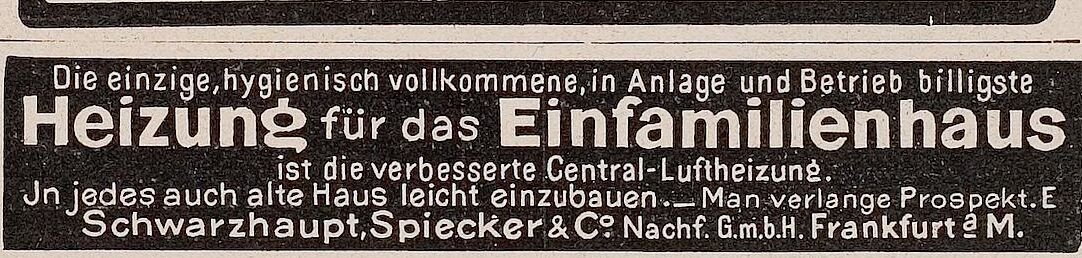 Die einzige, hygienisch vollkommene, in Anlage und Betrieb billigste
Heizung für das Einfamilienhaus
ist die verbesserte Central-Luftheizung.
Jn jedes auch alte Haus leicht einzubauen. — Man verlange Prospekt. E
Schwarzhaupt, Spiecker & Co. Nachf. G.m.b.H. Frankfurt a M.